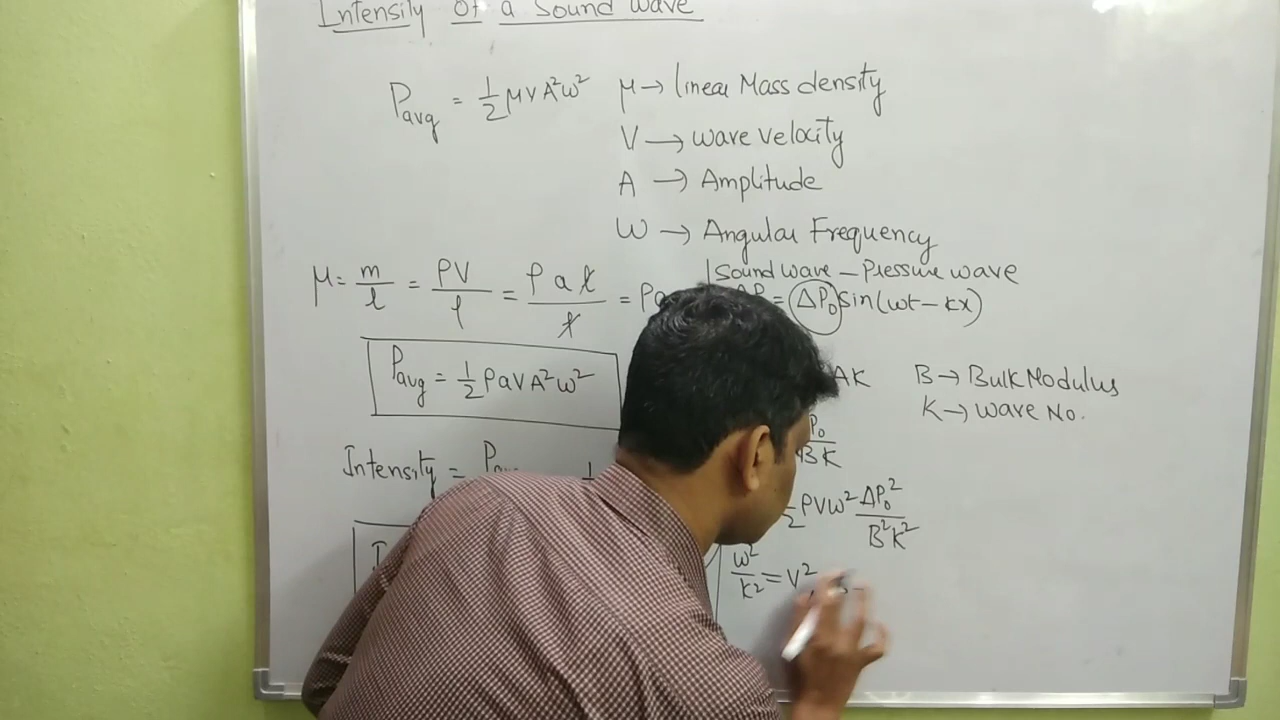 Intensity of a Sound Wave
Pavg = 1/2 μVA²ω² μ → linear Mass density
V → wave velocity
A → Amplitude
ω → Angular Frequency
μ = m/l = ρV/l = ρal/l = ρa
Sound wave - Pressure wave
= ΔP₀ sin(ωt - kx)
Pavg = 1/2 ρaVA²ω²
AK B → Bulk Modulus
K → wave No.
P₀/BK
Intensity =
ρVω² ΔP₀²/B²K²
ω²/k² = V²